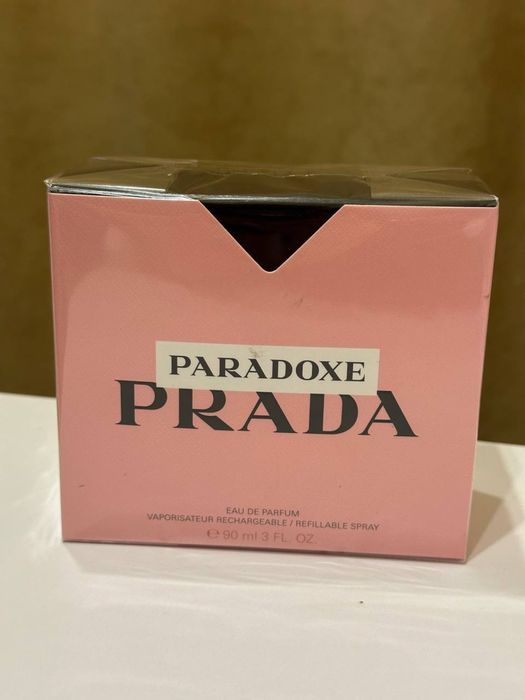 PARADOXE
PRADA
EAU DE PARFUM
VAPORISATEUR RECHARGEABLE / REFILLABLE SPRAY
℮ 90 ml 3 FL. OZ.